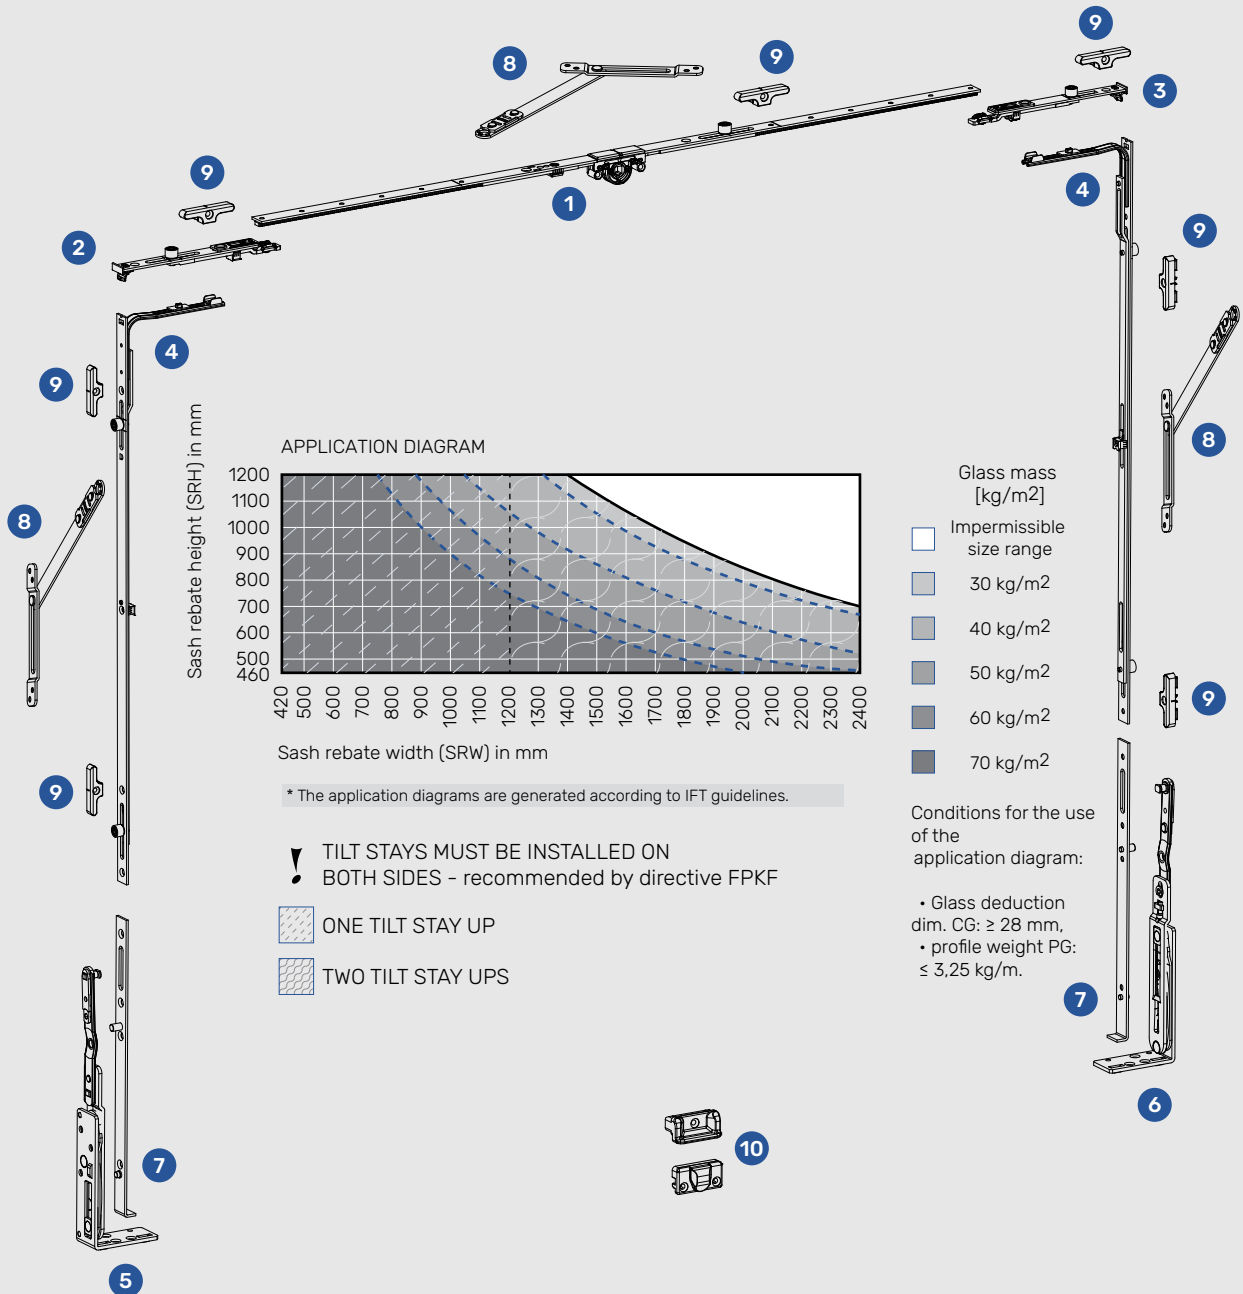 9
8
9
3
9
1
4
2
9
4
9
8
8
9
9
APPLICATION DIAGRAM
Sash rebate height (SRH) in mm
1200
1100
1000
900
800
700
600
500
460
420 500 600 700 800 900 1000 1100 1200 1300 1400 1500 1600 1700 1800 1900 2000 2100 2200 2300 2400
Sash rebate width (SRW) in mm
* The application diagrams are generated according to IFT guidelines.
! TILT STAYS MUST BE INSTALLED ON
BOTH SIDES - recommended by directive FPKF
ONE TILT STAY UP
TWO TILT STAY UPS
Glass mass
[kg/m2]
Impermissible
size range
30 kg/m2
40 kg/m2
50 kg/m2
60 kg/m2
70 kg/m2
Conditions for the use
of the
application diagram:
• Glass deduction
dim. CG: ≥ 28 mm,
• profile weight PG:
≤ 3,25 kg/m.
7
6
10
7
5